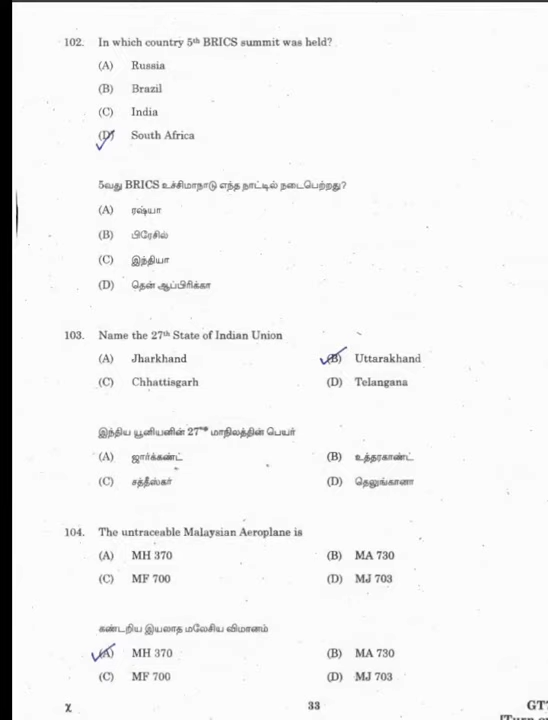 102. In which country 5th BRICS summit was held?
(A) Russia
(B) Brazil
(C) India
(D) South Africa
5வது BRICS உச்சிமாநாடு எந்த நாட்டில் நடைபெற்றது?
(A) ரஷ்யா
(B) பிரேசில்
(C) இந்தியா
(D) தென் ஆப்பிரிக்கா
103. Name the 27th State of Indian Union
(A) Jharkhand (B) Uttarakhand
(C) Chhattisgarh (D) Telangana
இந்திய யூனியனின் 27வது மாநிலத்தின் பெயர்
(A) ஜார்க்கண்ட் (B) உத்தரகாண்ட்
(C) சத்தீஸ்கர் (D) தெலுங்கானா
104. The untraceable Malaysian Aeroplane is
(A) MH 370 (B) MA 730
(C) MF 700 (D) MJ 703
கண்டறிய இயலாத மலேசிய விமானம்
(A) MH 370 (B) MA 730
(C) MF 700 (D) MJ 703
χ 33